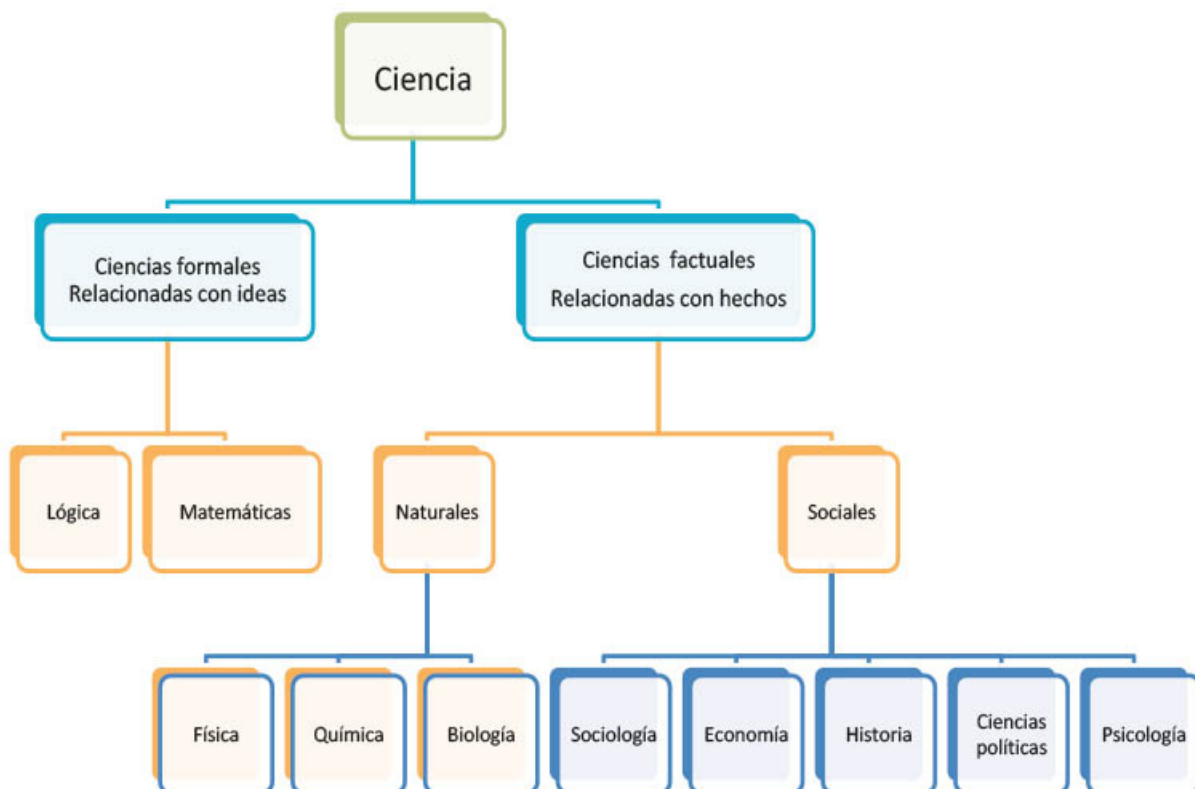 Ciencia
Ciencias formales
Relacionadas con ideas
Ciencias factuales
Relacionadas con hechos
Lógica
Matemáticas
Naturales
Sociales
Física
Química
Biología
Sociología
Economía
Historia
Ciencias
políticas
Psicología